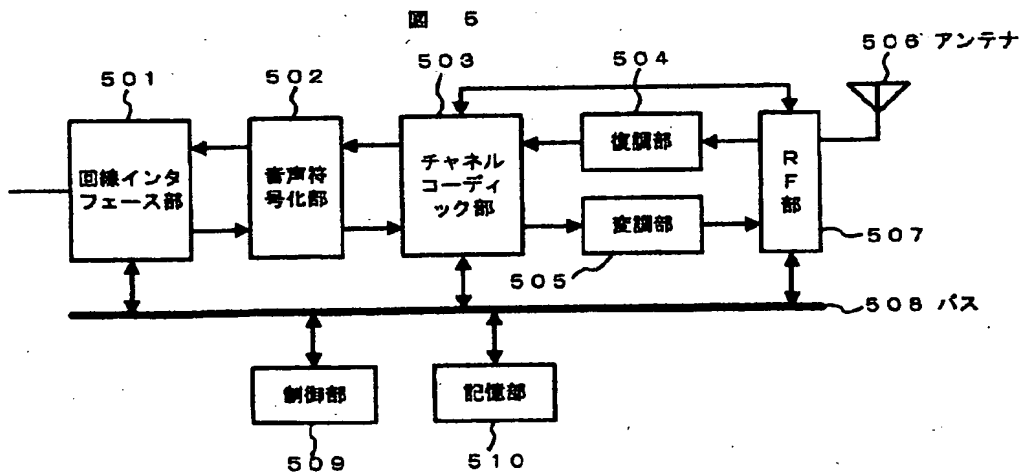 図 5
506 アンテナ
501
502
503
504
回線インタ
フェース部
音声符
号化部
チャネル
コーディ
ック部
復調部
変調部
RF部
507
505
508 バス
制御部
記憶部
509
510